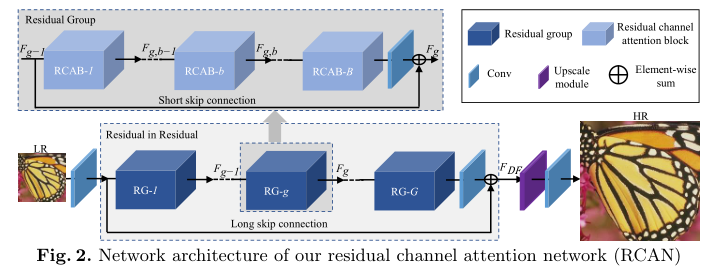 Residual Group
F_{g-1}
F_{g,b-1}
F_{g,b}
F_g
RCAB-1
RCAB-b
RCAB-B
Short skip connection
Residual group
Residual channel
attention block
Conv
Upscale
module
Element-wise
sum
Residual in Residual
LR
HR
F_{g-1}
F_g
F_{DF}
RG-1
RG-g
RG-G
Long skip connection
Fig. 2. Network architecture of our residual channel attention network (RCAN)